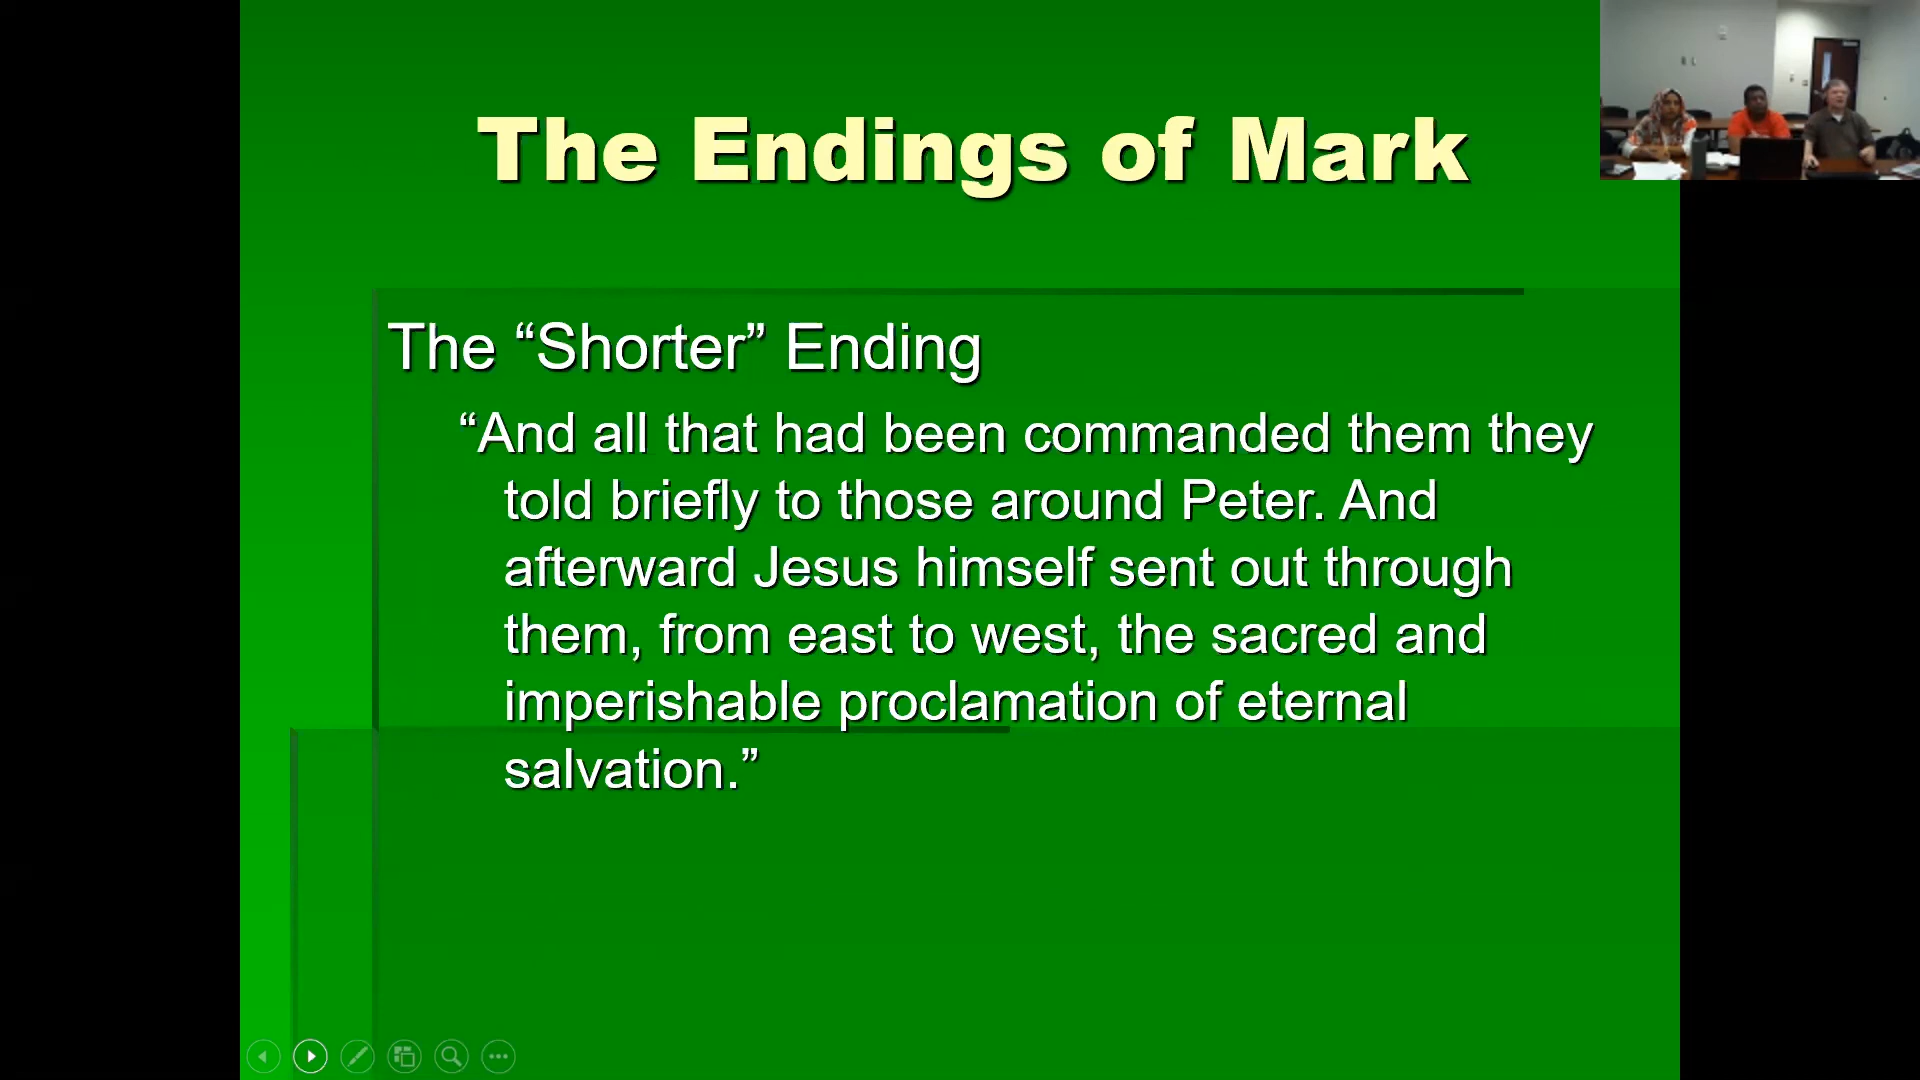 The Endings of Mark
The “Shorter” Ending
“And all that had been commanded them they
told briefly to those around Peter. And
afterward Jesus himself sent out through
them, from east to west, the sacred and
imperishable proclamation of eternal
salvation.”